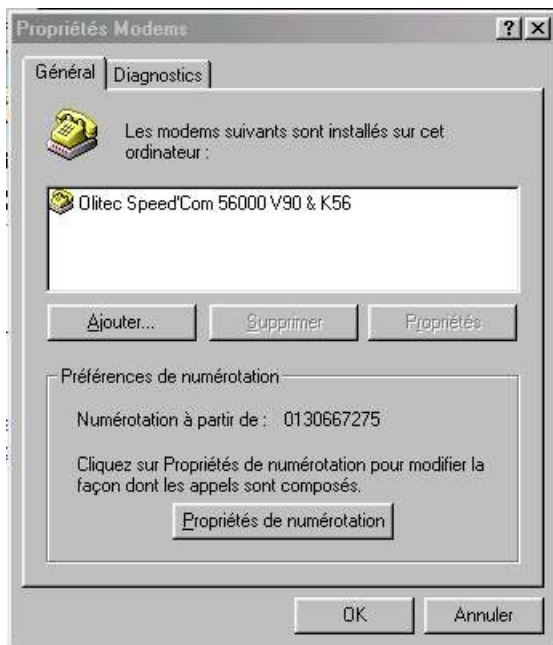 Propriétés Modems
Général
Diagnostics
Les modems suivants sont installés sur cet
ordinateur :
Olitec Speed'Com 56000 V90 & K56
Ajouter...
Supprimer
Propriétés
Préférences de numérotation
Numérotation à partir de : 0130667275
Cliquez sur Propriétés de numérotation pour modifier la
façon dont les appels sont composés.
Propriétés de numérotation
OK
Annuler